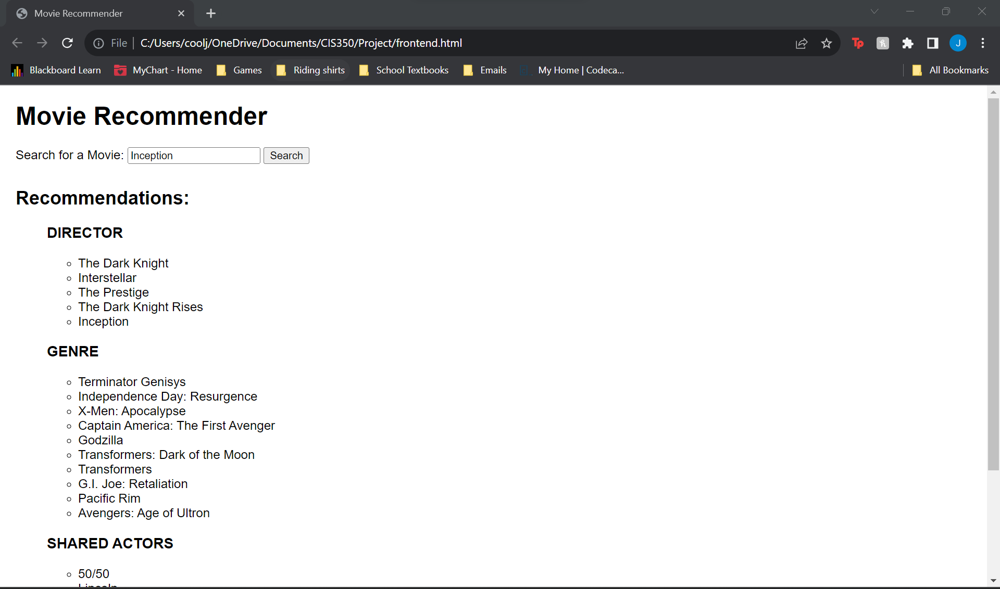 Movie Recommender
File C:/Users/coolj/OneDrive/Documents/CIS350/Project/frontend.html
Tp
h
J
Blackboard Learn MyChart - Home Games Riding shirts School Textbooks Emails My Home | Codeca... All Bookmarks
Movie Recommender
Search for a Movie: Inception Search
Recommendations:
DIRECTOR
The Dark Knight
Interstellar
The Prestige
The Dark Knight Rises
Inception
GENRE
Terminator Genisys
Independence Day: Resurgence
X-Men: Apocalypse
Captain America: The First Avenger
Godzilla
Transformers: Dark of the Moon
Transformers
G.I. Joe: Retaliation
Pacific Rim
Avengers: Age of Ultron
SHARED ACTORS
50/50
Lincoln